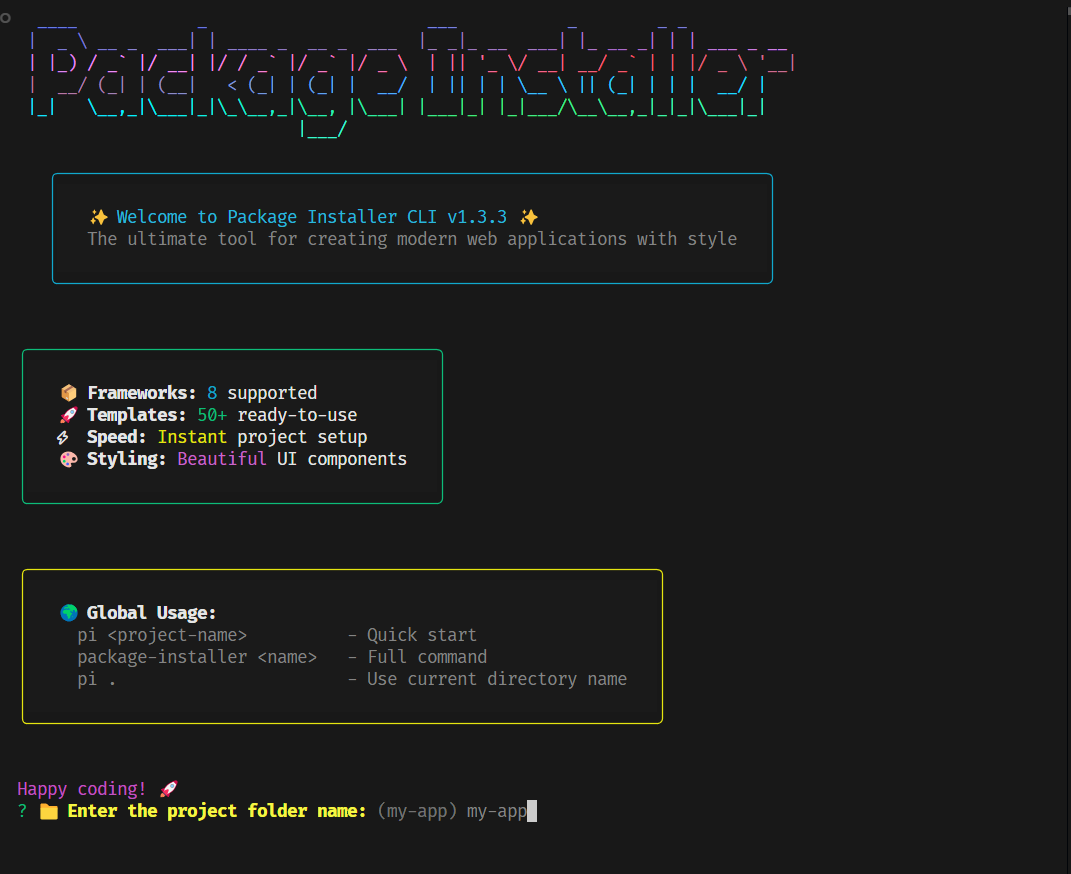 Package Installer
✨ Welcome to Package Installer CLI v1.3.3 ✨
The ultimate tool for creating modern web applications with style
📦 Frameworks: 8 supported
🚀 Templates: 50+ ready-to-use
⚡ Speed: Instant project setup
🎨 Styling: Beautiful UI components
🌍 Global Usage:
pi <project-name> - Quick start
package-installer <name> - Full command
pi . - Use current directory name
Happy coding! 🚀
? 📁 Enter the project folder name: (my-app) my-app